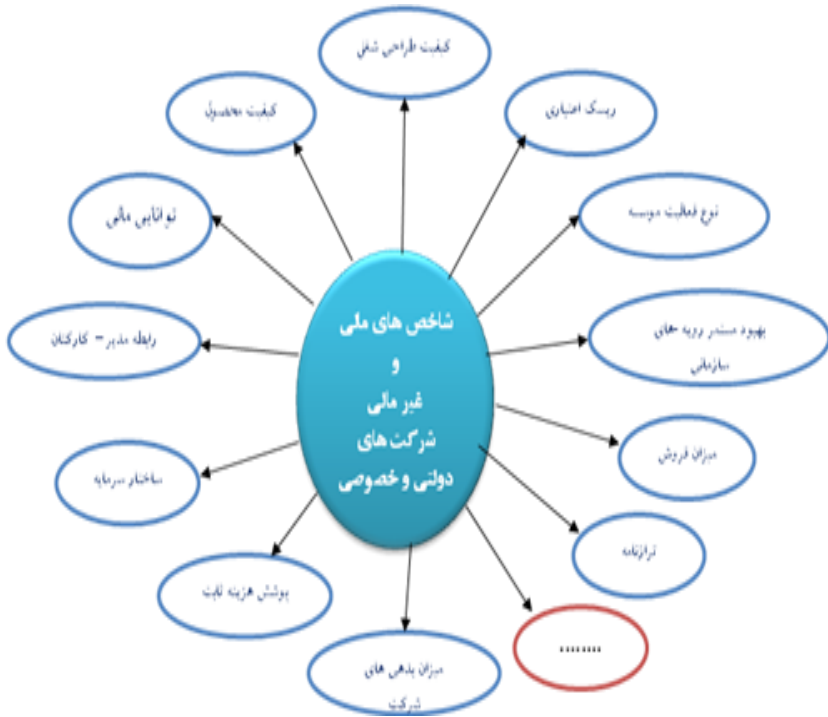 کیفیت طراحی شغل
ریسک اعتباری
کیفیت محصول
نوع فعالیت موسسه
توانایی مالی
شاخص های مالی
و
غیر مالی
شرکت های
دولتی و خصوصی
بهبود مستمر رویه -های
سازمانی
رابطه مدیر – کارکنان
میزان فروش
ساختار سرمایه
ترازنامه
پوشش هزینه ثابت
........
میزان بدهی های
شرکت